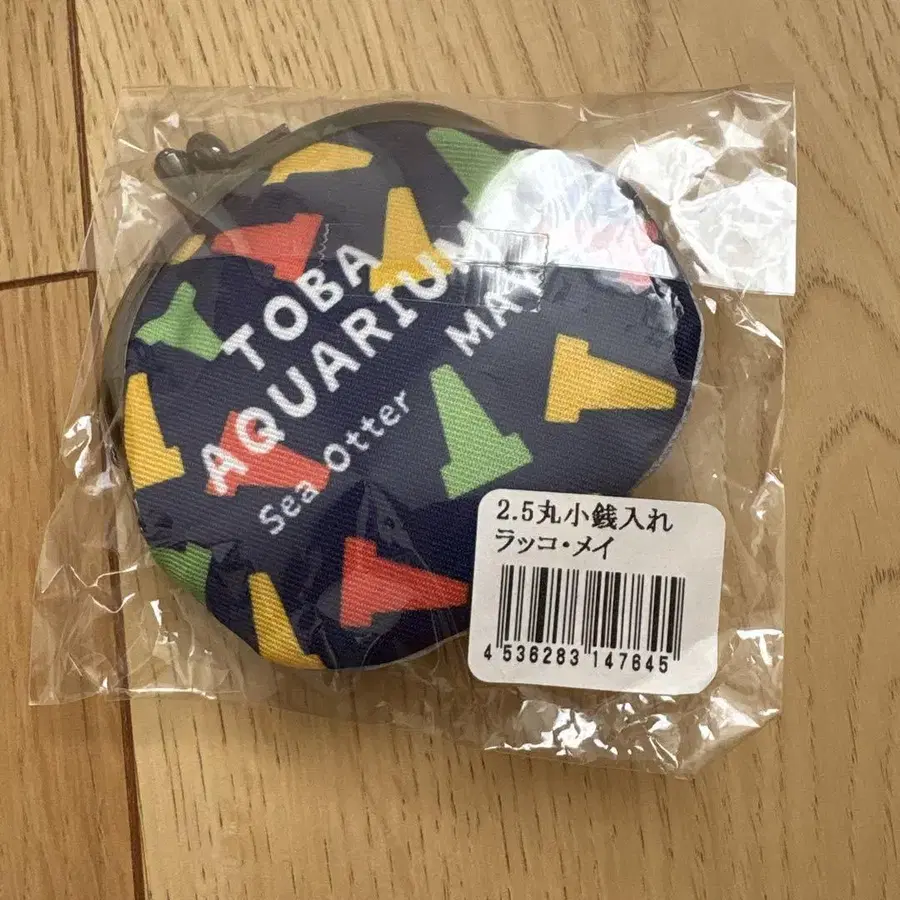 TOBA
AQUARIUM
Sea Otter MAY
2.5丸小銭入れ
ラッコ・メイ
4 536283 147645